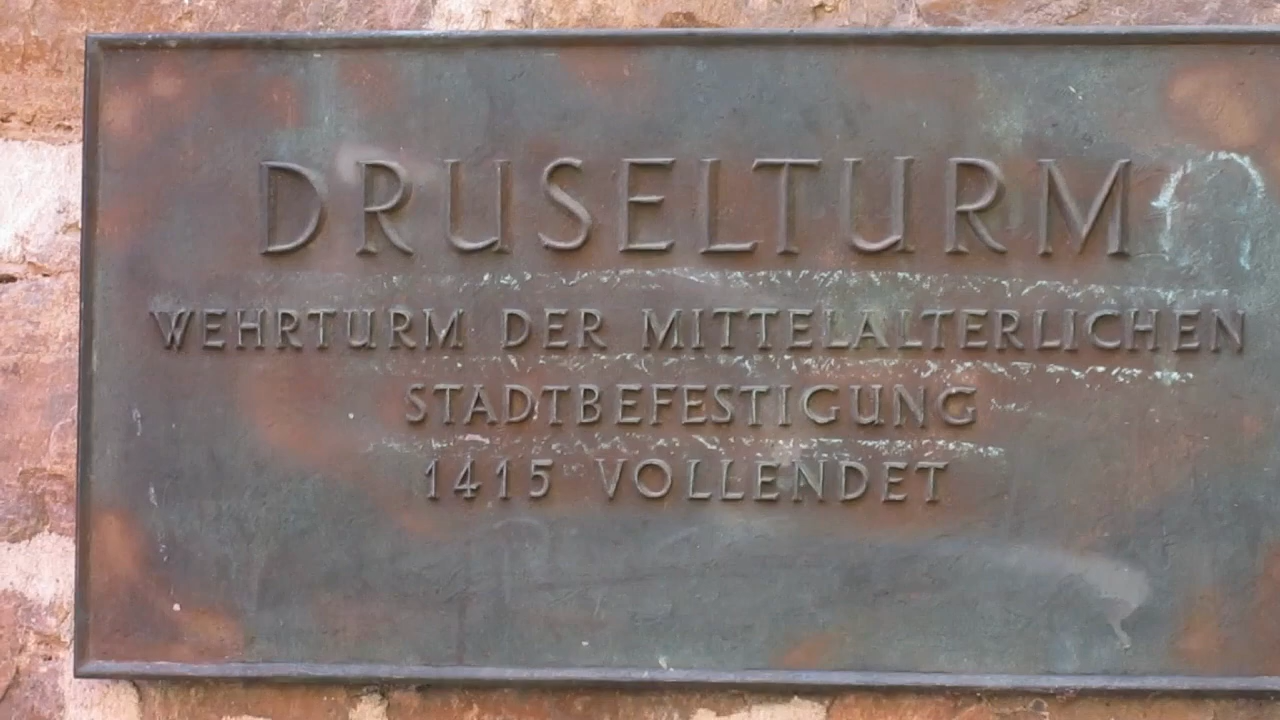 DRUSELTURM
WEHRTURM DER MITTELALTERLICHEN
STADTBEFESTIGUNG
1415 VOLLENDET